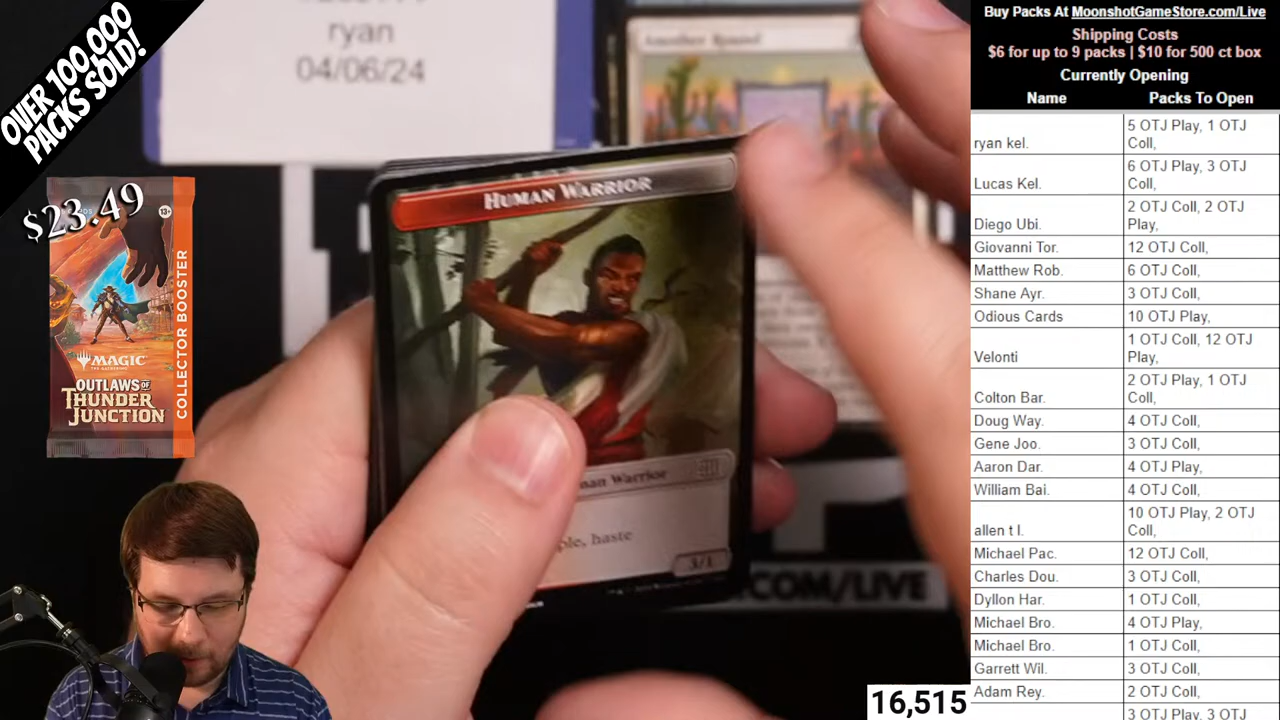 OVER 100,000
PACKS SOLD!
$23.49
13+
MAGIC
THE GATHERING
OUTLAWS OF
THUNDER
JUNCTION
COLLECTOR BOOSTER
ryan
04/06/24
Another Round
HUMAN WARRIOR
Human Warrior
haste
3/1
.COM/LIVE
16,515
Buy Packs At MoonshotGameStore.com/Live
Shipping Costs
$6 for up to 9 packs | $10 for 500 ct box
Currently Opening
Name Packs To Open
ryan kel. 5 OTJ Play, 1 OTJ
Coll,
Lucas Kel. 6 OTJ Play, 3 OTJ
Coll,
Diego Ubi. 2 OTJ Coll, 2 OTJ
Play,
Giovanni Tor. 12 OTJ Coll,
Matthew Rob. 6 OTJ Coll,
Shane Ayr. 3 OTJ Coll,
Odious Cards 10 OTJ Play,
Velonti 1 OTJ Coll, 12 OTJ
Play,
Colton Bar. 2 OTJ Play, 1 OTJ
Coll,
Doug Way. 4 OTJ Coll,
Gene Joo. 3 OTJ Coll,
Aaron Dar. 4 OTJ Play,
William Bai. 4 OTJ Coll,
allen t l. 10 OTJ Play, 2 OTJ
Coll,
Michael Pac. 12 OTJ Coll,
Charles Dou. 3 OTJ Coll,
Dyllon Har. 1 OTJ Coll,
Michael Bro. 4 OTJ Play,
Michael Bro. 1 OTJ Coll,
Garrett Wil. 3 OTJ Coll,
Adam Rey. 2 OTJ Coll,
3 OTJ Play, 3 OTJ